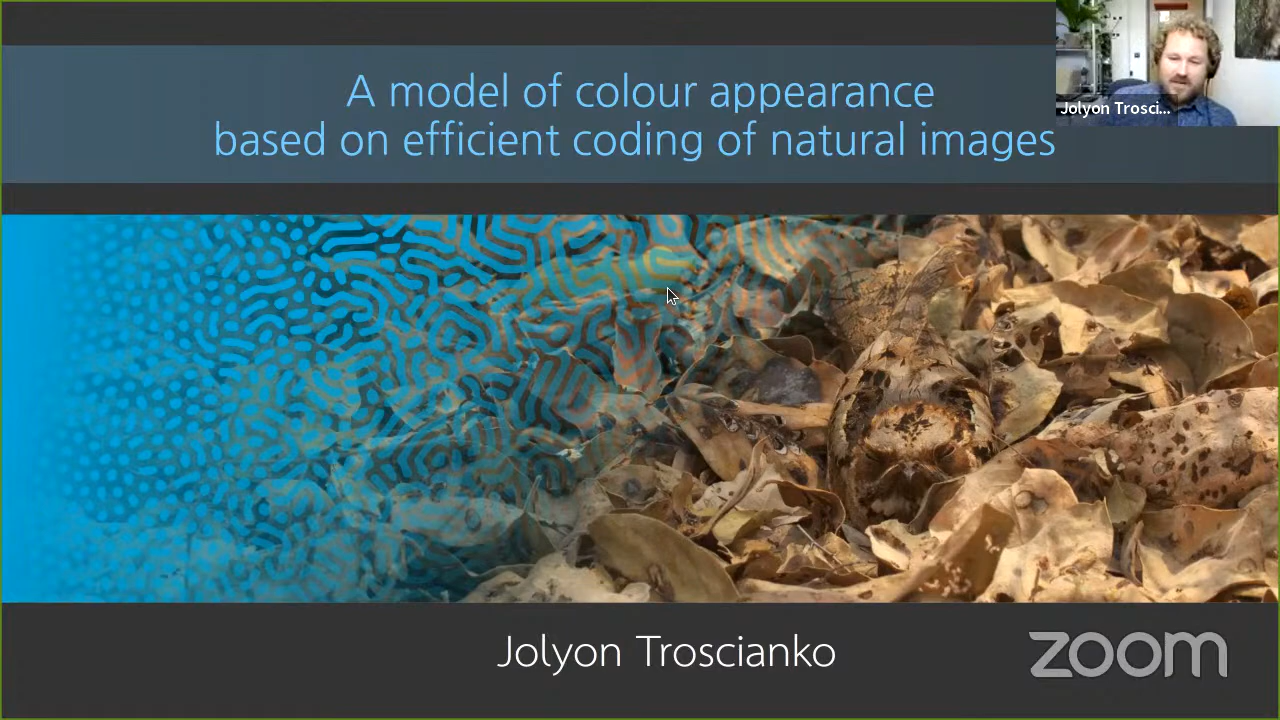 A model of colour appearance
based on efficient coding of natural images
Jolyon Trosci...
Jolyon Troscianko
zoom